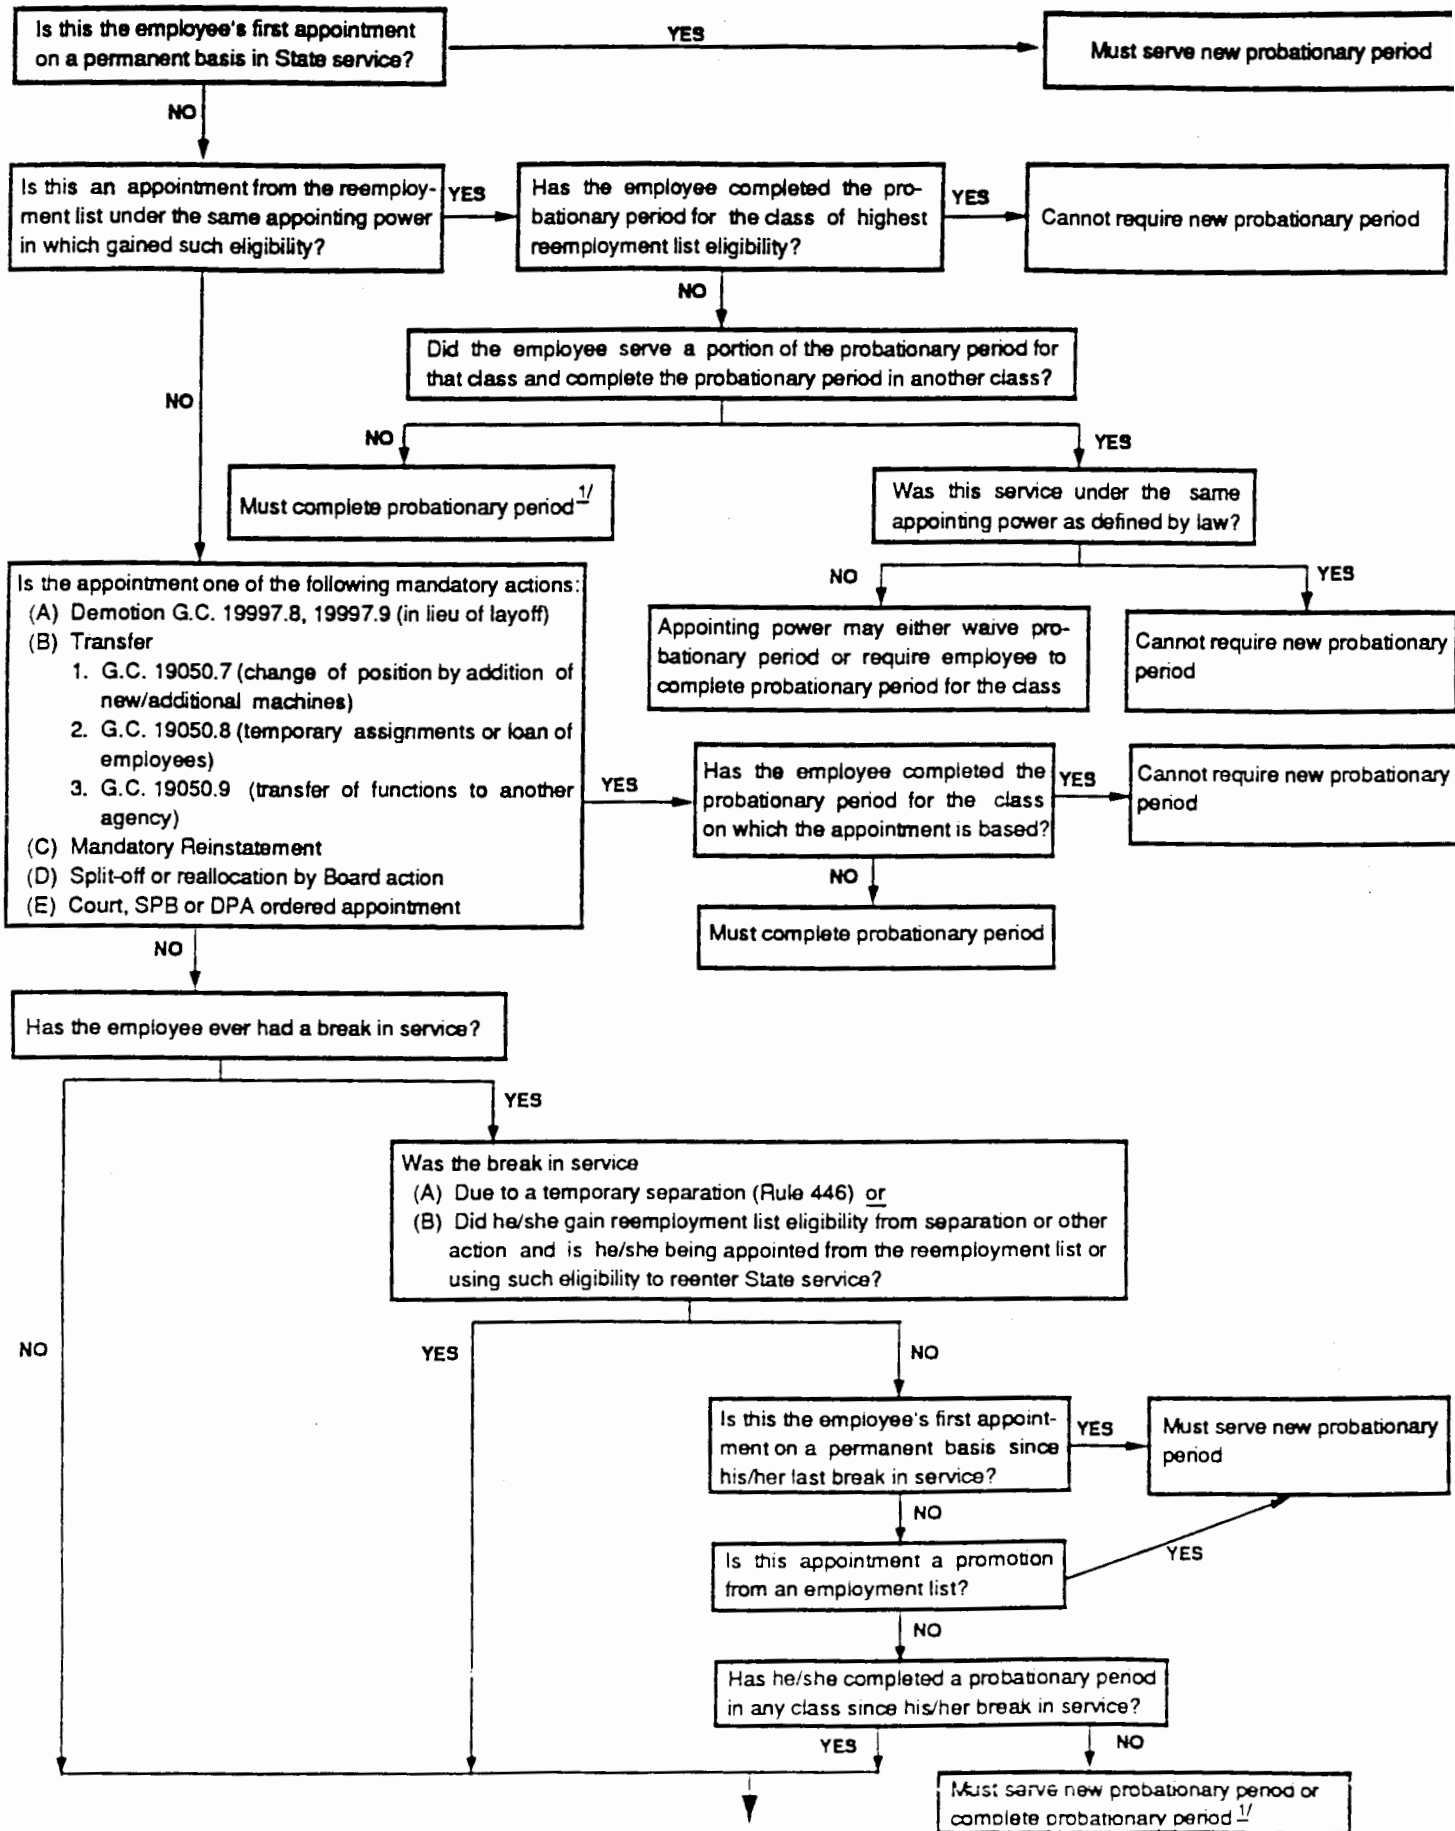 Is this the employee's first appointment
on a permanent basis in State service?
YES
Must serve new probationary period
NO
Is this an appointment from the reemploy-
ment list under the same appointing power
in which gained such eligibility?
YES
Has the employee completed the pro-
bationary period for the class of highest
reemployment list eligibility?
YES
Cannot require new probationary period
NO
Did the employee serve a portion of the probationary period for
that class and complete the probationary period in another class?
NO
NO
YES
Must complete probationary period 1/
Was this service under the same
appointing power as defined by law?
NO
YES
Appointing power may either waive pro-
bationary period or require employee to
complete probationary period for the class
Cannot require new probationary
period
Is the appointment one of the following mandatory actions:
(A) Demotion G.C. 19997.8, 19997.9 (in lieu of layoff)
(B) Transfer
1. G.C. 19050.7 (change of position by addition of
new/additional machines)
2. G.C. 19050.8 (temporary assignments or loan of
employees)
3. G.C. 19050.9 (transfer of functions to another
agency)
(C) Mandatory Reinstatement
(D) Split-off or reallocation by Board action
(E) Court, SPB or DPA ordered appointment
YES
Has the employee completed the
probationary period for the class
on which the appointment is based?
YES
Cannot require new probationary
period
NO
Must complete probationary period
NO
Has the employee ever had a break in service?
YES
Was the break in service
(A) Due to a temporary separation (Rule 446) or
(B) Did he/she gain reemployment list eligibility from separation or other
action and is he/she being appointed from the reemployment list or
using such eligibility to reenter State service?
NO
YES
NO
Is this the employee's first appoint-
ment on a permanent basis since
his/her last break in service?
YES
Must serve new probationary
period
NO
Is this appointment a promotion
from an employment list?
YES
NO
Has he/she completed a probationary period
in any class since his/her break in service?
YES
NO
Must serve new probationary period or
complete probationary period 1/